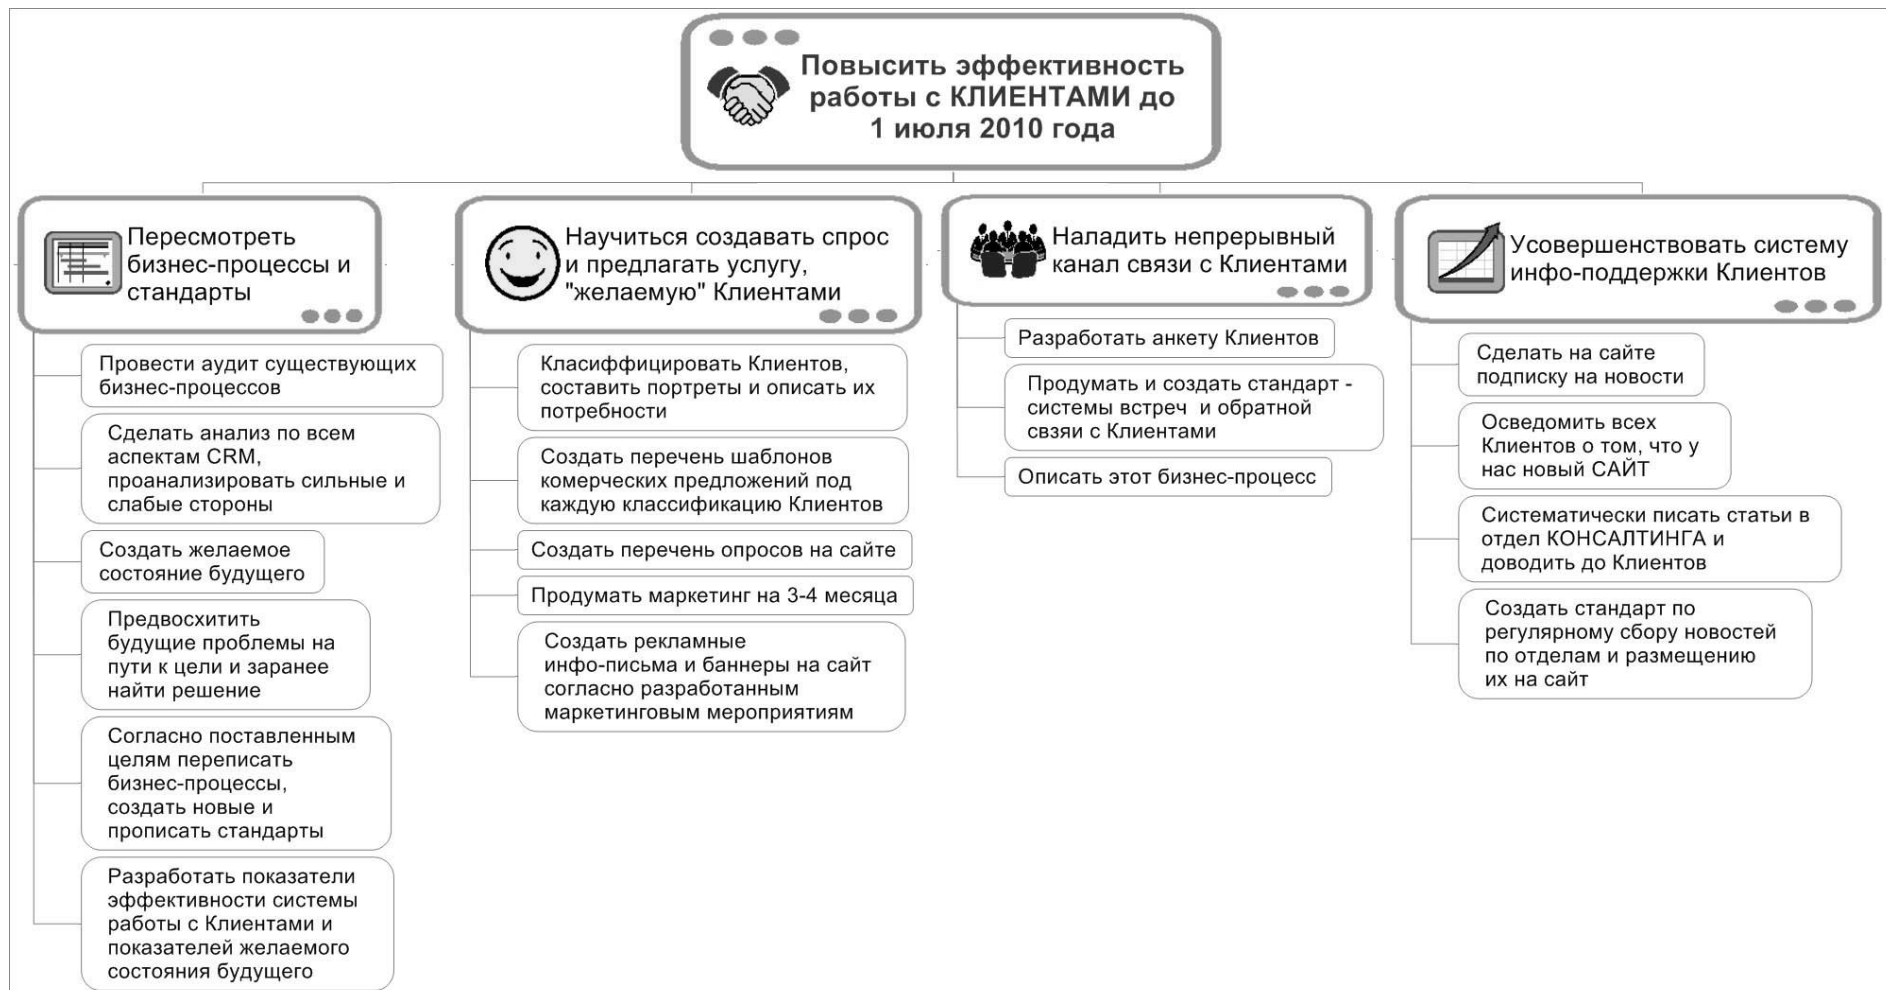 Повысить эффективность
работы с КЛИЕНТАМИ до
1 июля 2010 года
Пересмотреть
бизнес-процессы и
стандарты
Провести аудит существующих
бизнес-процессов
Сделать анализ по всем
аспектам CRM,
проанализировать сильные и
слабые стороны
Создать желаемое
состояние будущего
Предвосхитить
будущие проблемы на
пути к цели и заранее
найти решение
Согласно поставленным
целям переписать
бизнес-процессы,
создать новые и
прописать стандарты
Разработать показатели
эффективности системы
работы с Клиентами и
показателей желаемого
состояния будущего
Научиться создавать спрос
и предлагать услугу,
"желаемую" Клиентами
Класиффицировать Клиентов,
составить портреты и описать их
потребности
Создать перечень шаблонов
комерческих предложений под
каждую классификацию Клиентов
Создать перечень опросов на сайте
Продумать маркетинг на 3-4 месяца
Создать рекламные
инфо-письма и баннеры на сайт
согласно разработанным
маркетинговым мероприятиям
Наладить непрерывный
канал связи с Клиентами
Разработать анкету Клиентов
Продумать и создать стандарт -
системы встреч и обратной
свзяи с Клиентами
Описать этот бизнес-процесс
Усовершенствовать систему
инфо-поддержки Клиентов
Сделать на сайте
подписку на новости
Осведомить всех
Клиентов о том, что у
нас новый САЙТ
Систематически писать статьи в
отдел КОНСАЛТИНГА и
доводить до Клиентов
Создать стандарт по
регулярному сбору новостей
по отделам и размещению
их на сайт